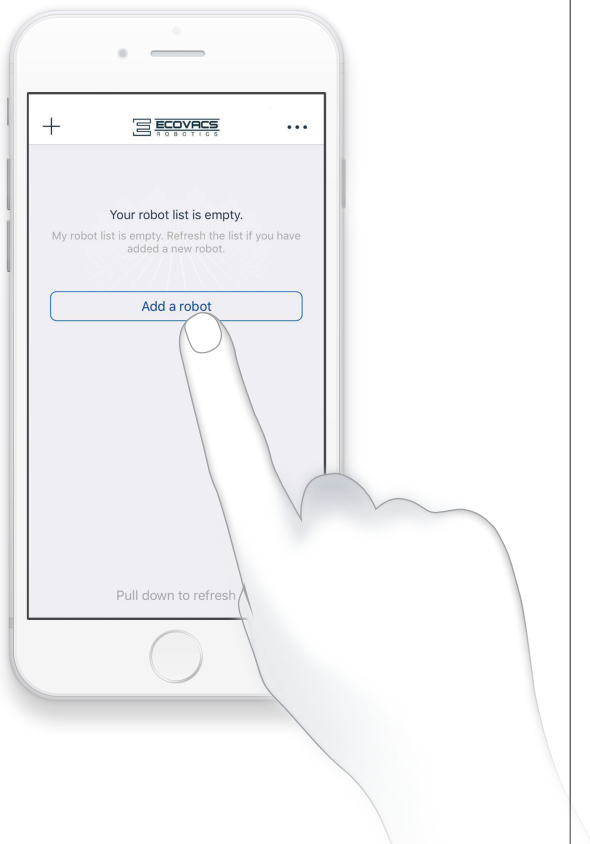 ECOVACS
ROBOTICS
Your robot list is empty.
My robot list is empty. Refresh the list if you have
added a new robot.
Add a robot
Pull down to refresh